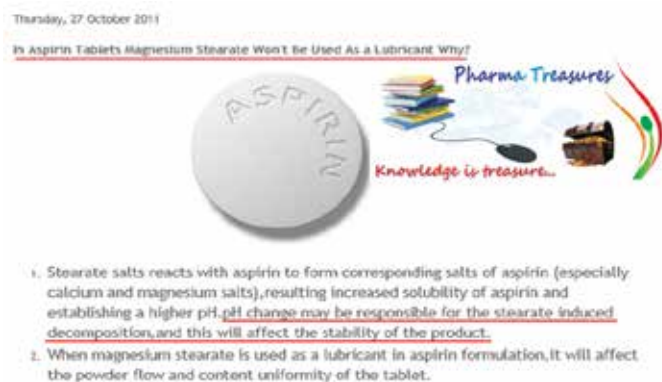 Thursday, 27 October 2011
In Aspirin Tablets Magnesium Stearate Won't Be Used As a Lubricant Why?
ASPIRIN
Pharma Treasures
Knowledge is treasure...
1. Stearate salts reacts with aspirin to form corresponding salts of aspirin (especially
calcium and magnesium salts),resulting increased solubility of aspirin and
establishing a higher pH.pH change may be responsible for the stearate induced
decomposition,and this will affect the stability of the product.
2. When magnesium stearate is used as a lubricant in aspirin formulation,it will affect
the powder flow and content uniformity of the tablet.